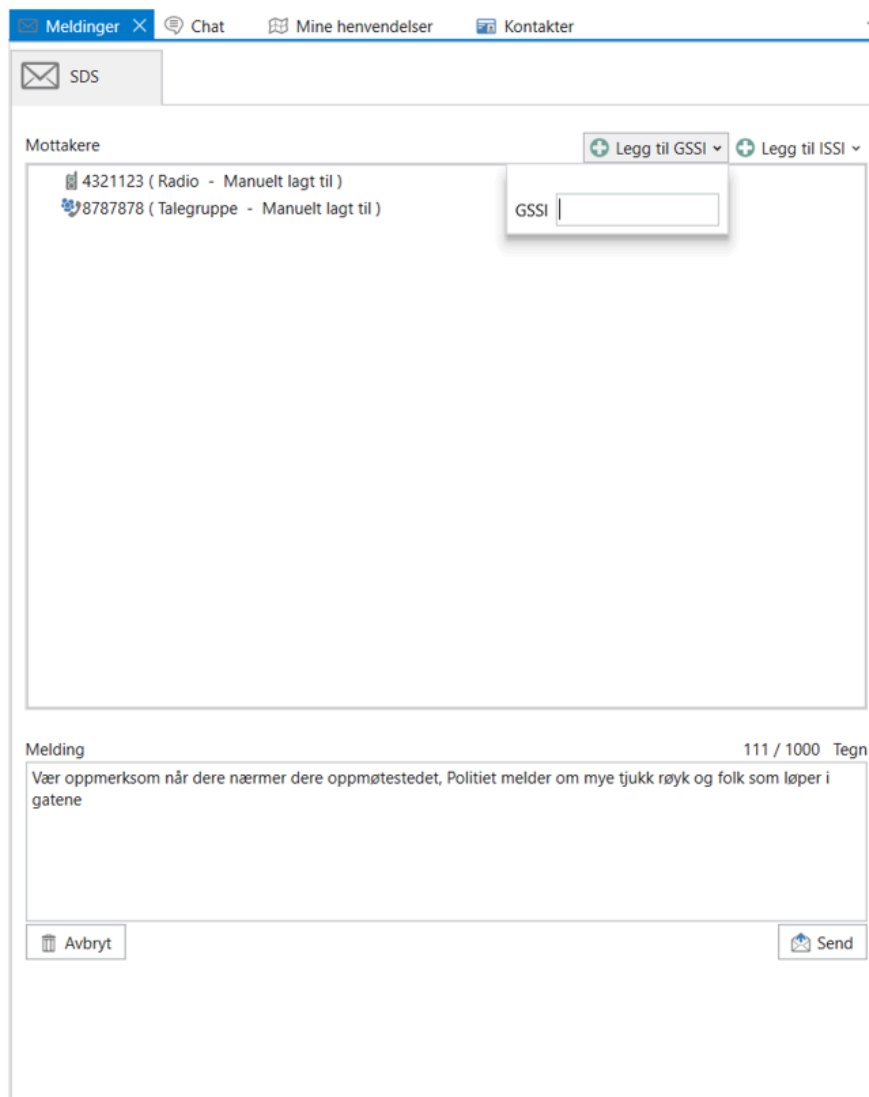 Meldinger
Chat
Mine henvendelser
Kontakter
SDS
Mottakere
Legg til GSSI
Legg til ISSI
4321123 ( Radio - Manuelt lagt til )
8787878 ( Talegruppe - Manuelt lagt til )
GSSI
Melding
111 / 1000 Tegn
Vær oppmerksom når dere nærmer dere oppmøtestedet, Politiet melder om mye tjukk røyk og folk som løper i
gatene
Avbryt
Send